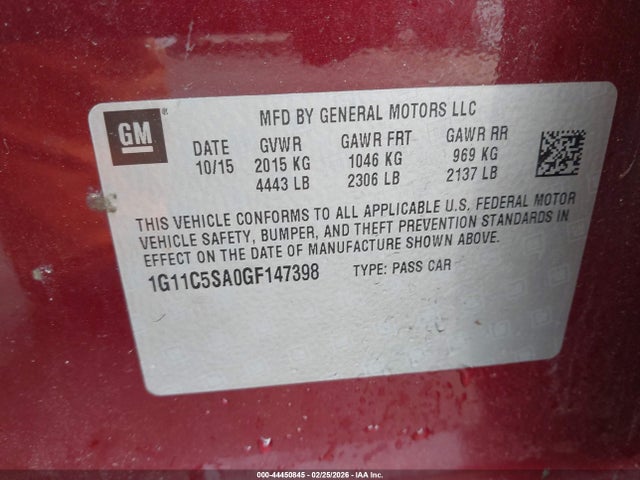 GM
MFD BY GENERAL MOTORS LLC
DATE GVWR GAWR FRT GAWR RR
10/15 2015 KG 1046 KG 969 KG
4443 LB 2306 LB 2137 LB
THIS VEHICLE CONFORMS TO ALL APPLICABLE U.S. FEDERAL MOTOR
VEHICLE SAFETY, BUMPER, AND THEFT PREVENTION STANDARDS IN
EFFECT ON THE DATE OF MANUFACTURE SHOWN ABOVE.
1G11C5SA0GF147398 TYPE: PASS CAR
000-44450845 - 02/25/2026 - COPYRIGHT IAA